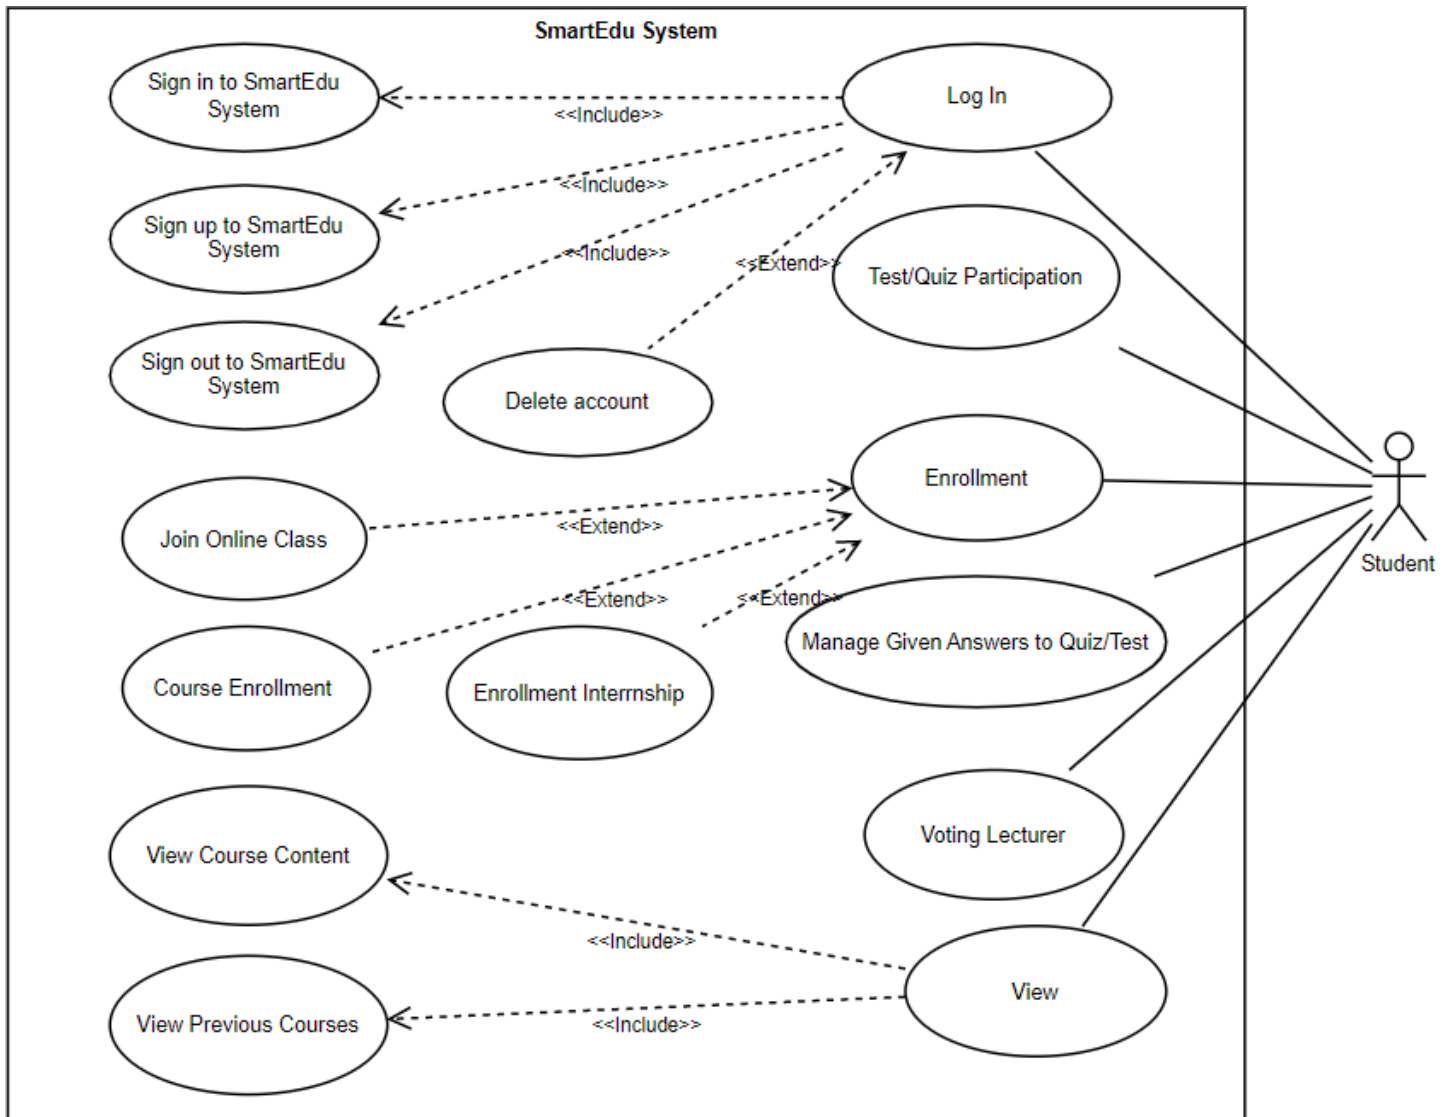 SmartEdu System
Sign in to SmartEdu
System
<<Include>>
Log In
Sign up to SmartEdu
System
<<Include>>
<<Include>>
<<Extend>>
Test/Quiz Participation
Sign out to SmartEdu
System
Delete account
Enrollment
Join Online Class
<<Extend>>
Student
<<Extend>>
<<Extend>>
Manage Given Answers to Quiz/Test
Course Enrollment
Enrollment Interrnship
Voting Lecturer
View Course Content
<<Include>>
View
View Previous Courses
<<Include>>